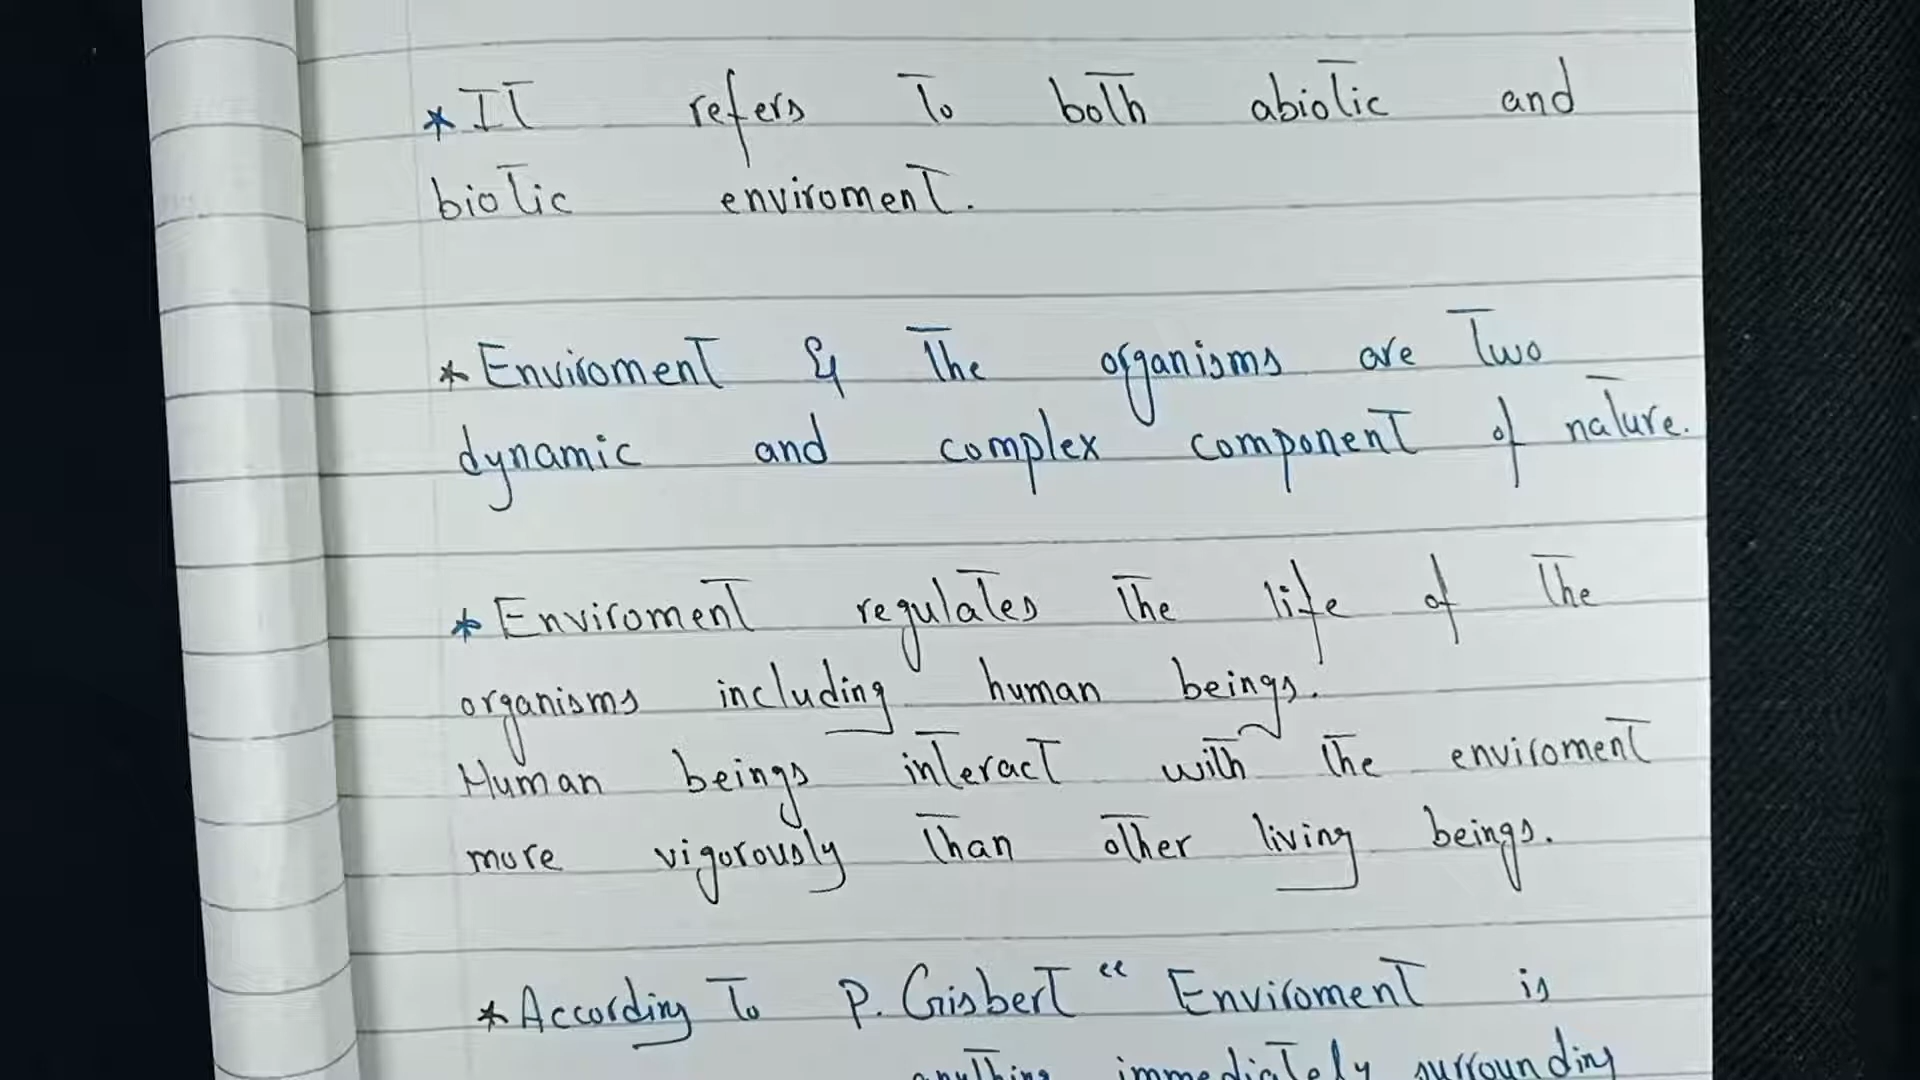 * It refers to both abiotic and
biotic enviroment.
* Enviroment & the organisms are two
dynamic and complex component of nature.
* Enviroment regulates the life of the
organisms including human beings.
Human beings interact with the enviroment
more vigorously than other living beings.
* According to P. Gisbert “ Enviroment is
anything immediately surrounding